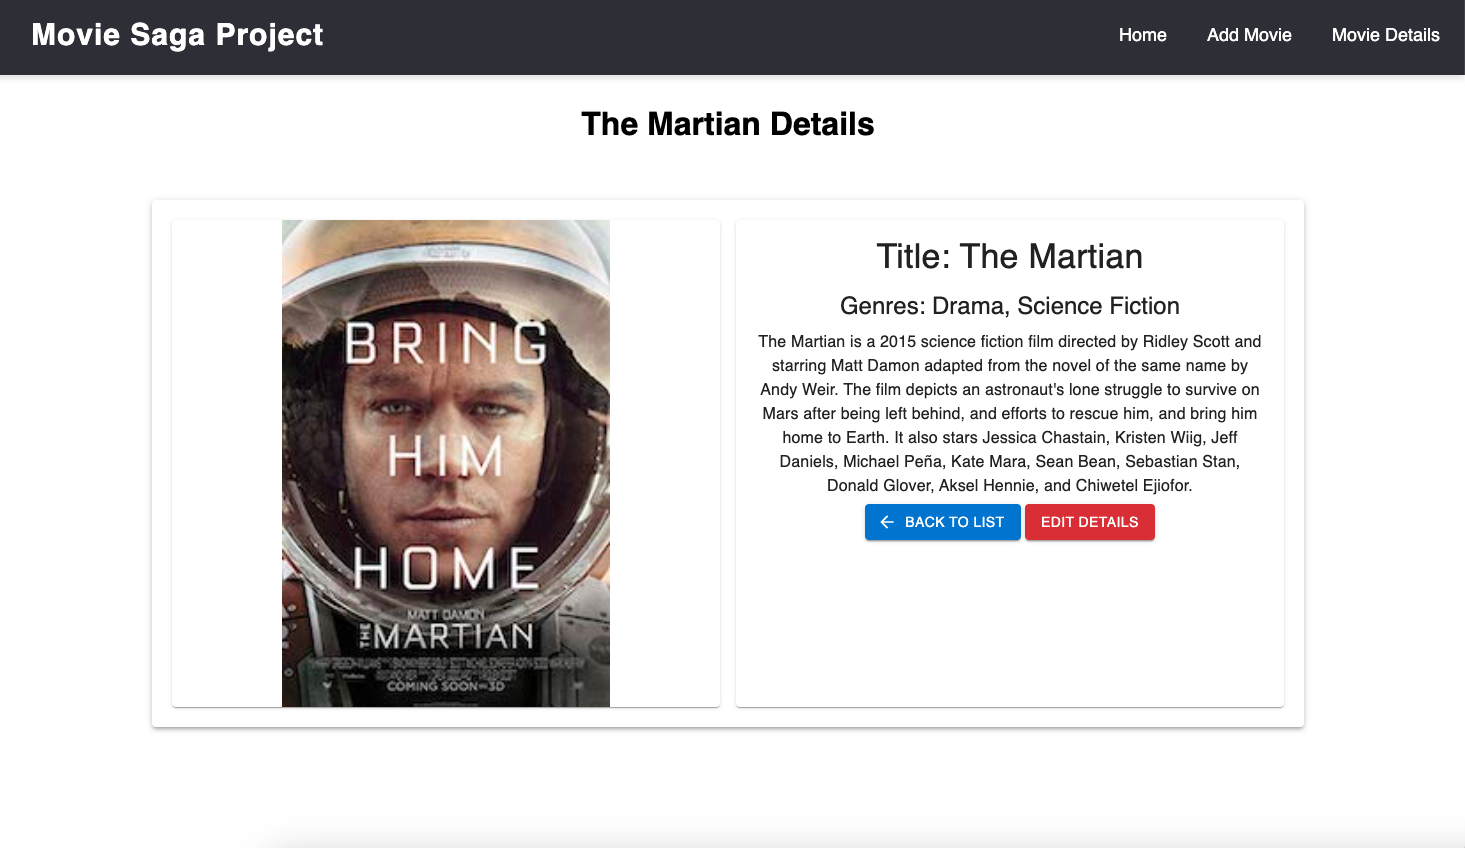 Movie Saga Project
Home Add Movie Movie Details
The Martian Details
BRING
HIM
HOME
MATT DAMON
THE MARTIAN
COMING SOON IN 3D
Title: The Martian
Genres: Drama, Science Fiction
The Martian is a 2015 science fiction film directed by Ridley Scott and
starring Matt Damon adapted from the novel of the same name by
Andy Weir. The film depicts an astronaut's lone struggle to survive on
Mars after being left behind, and efforts to rescue him, and bring him
home to Earth. It also stars Jessica Chastain, Kristen Wiig, Jeff
Daniels, Michael Peña, Kate Mara, Sean Bean, Sebastian Stan,
Donald Glover, Aksel Hennie, and Chiwetel Ejiofor.
BACK TO LIST EDIT DETAILS